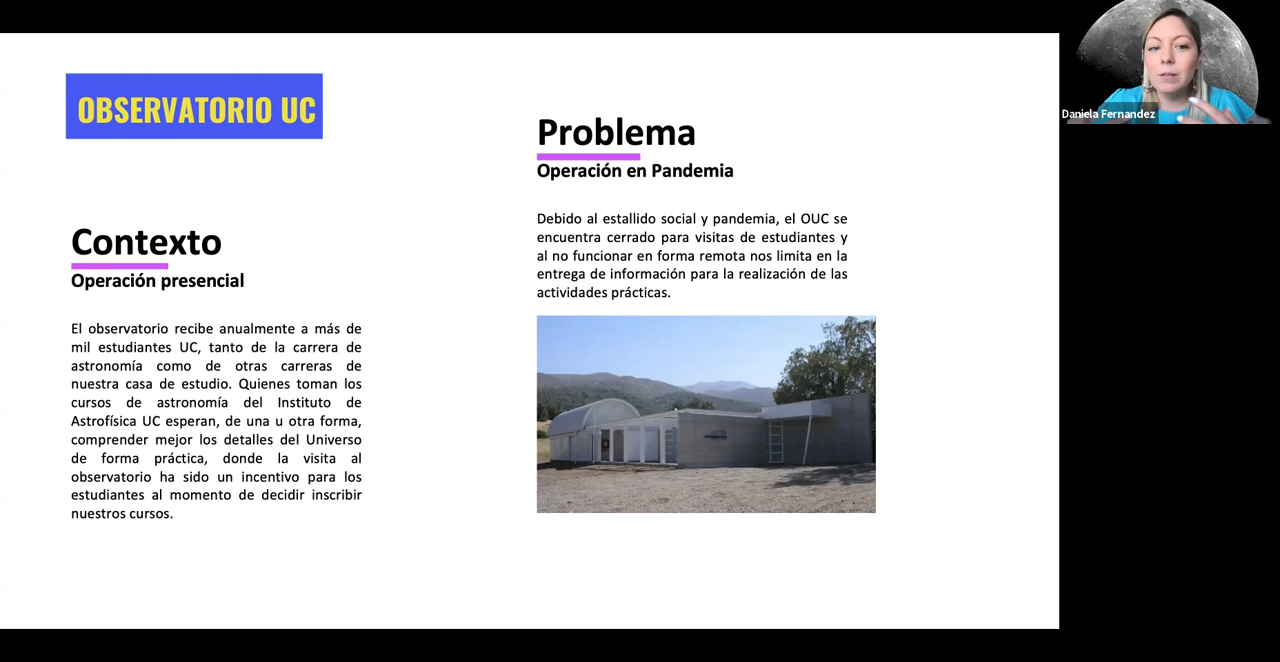 OBSERVATORIO UC
Contexto
Operación presencial
El observatorio recibe anualmente a más de
mil estudiantes UC, tanto de la carrera de
astronomía como de otras carreras de
nuestra casa de estudio. Quienes toman los
cursos de astronomía del Instituto de
Astrofísica UC esperan, de una u otra forma,
comprender mejor los detalles del Universo
de forma práctica, donde la visita al
observatorio ha sido un incentivo para los
estudiantes al momento de decidir inscribir
nuestros cursos.
Problema
Operación en Pandemia
Debido al estallido social y pandemia, el OUC se
encuentra cerrado para visitas de estudiantes y
al no funcionar en forma remota nos limita en la
entrega de información para la realización de las
actividades prácticas.
Daniela Fernandez